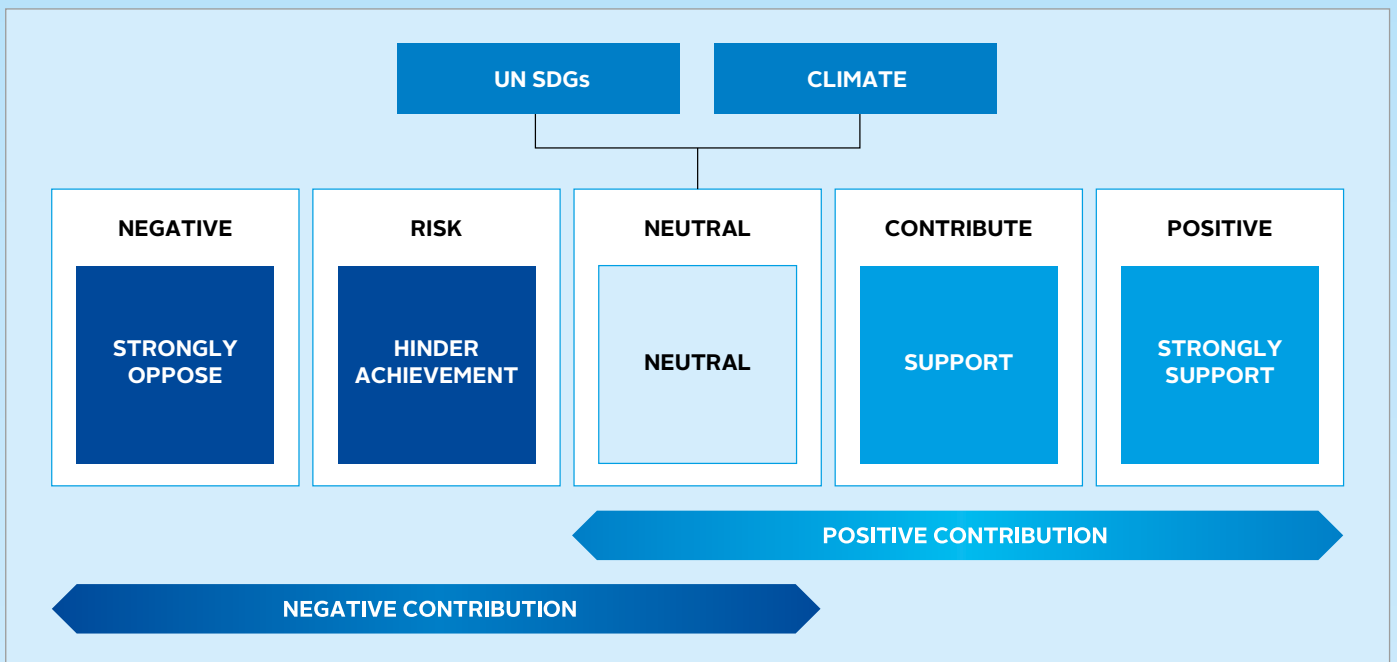 UN SDGs
CLIMATE
NEGATIVE
RISK
NEUTRAL
CONTRIBUTE
POSITIVE
STRONGLY
OPPOSE
HINDER
ACHIEVEMENT
NEUTRAL
SUPPORT
STRONGLY
SUPPORT
POSITIVE CONTRIBUTION
NEGATIVE CONTRIBUTION